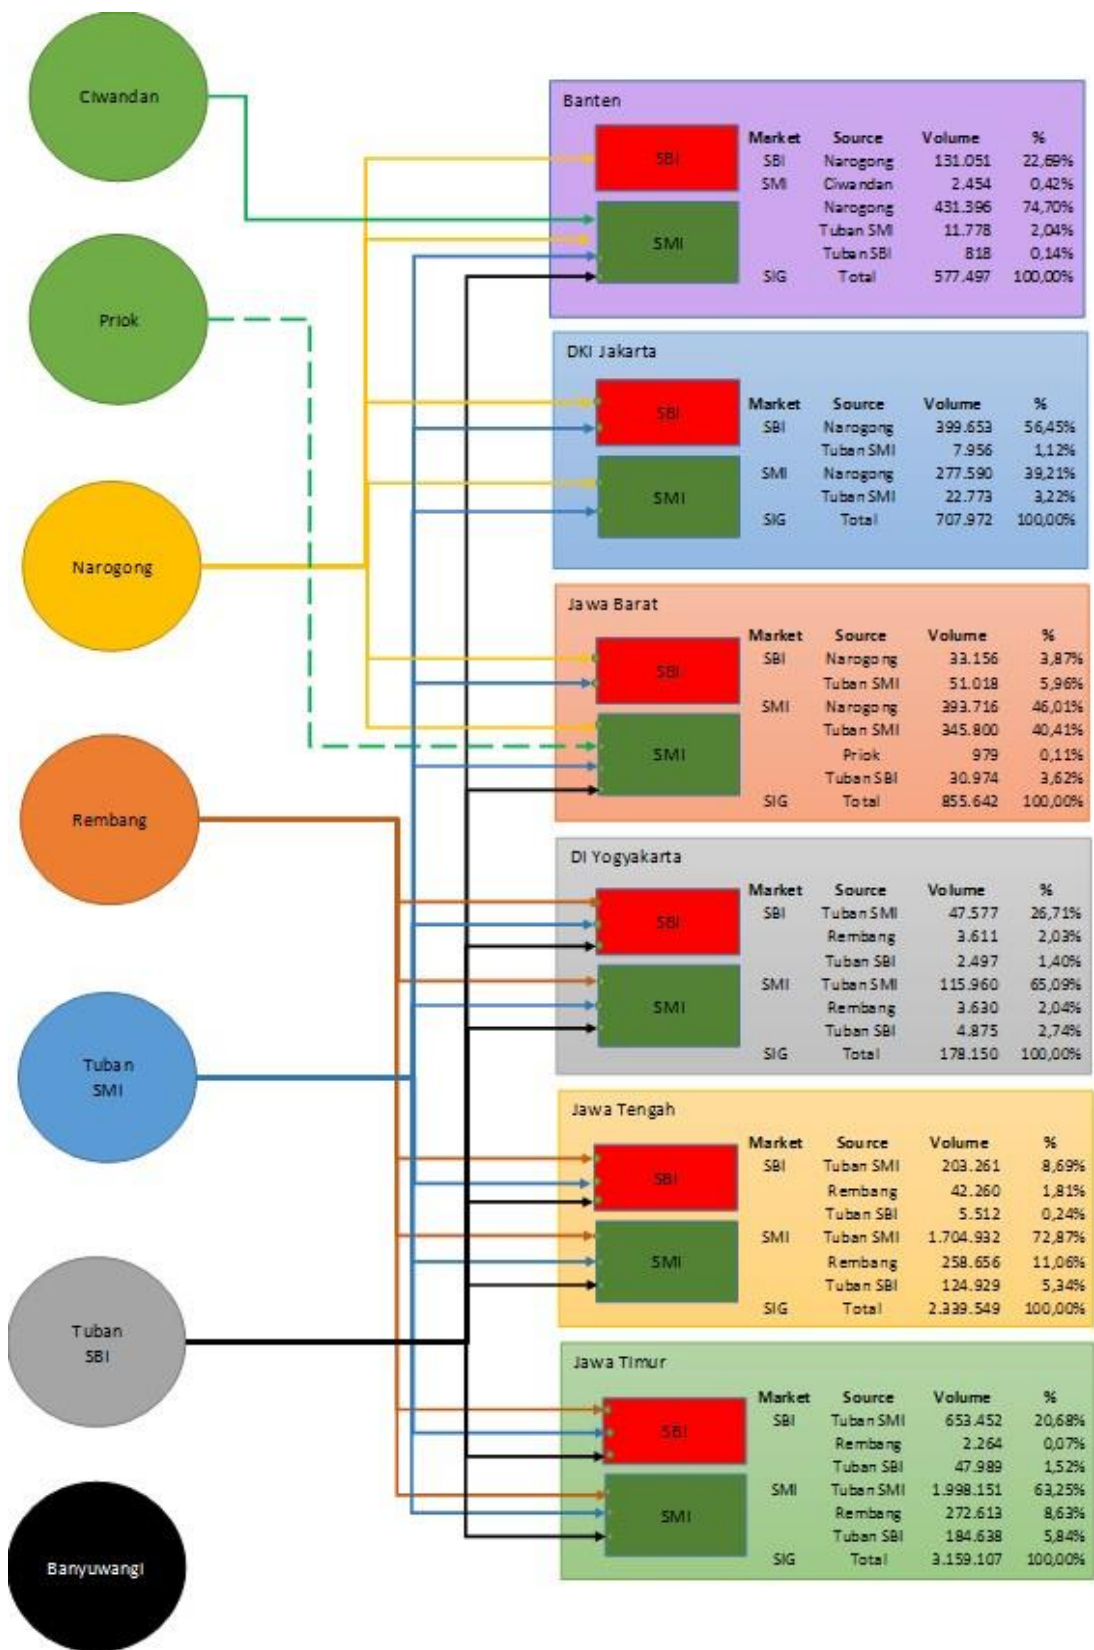 Ciwandan
Priok
Narogong
Rembang
Tuban
SMI
Tuban
SBI
Banyuwangi
Banten
SBI
SMI
Market Source Volume %
SBI Narogong 131.051 22,69%
SMI Ciwandan 2.454 0,42%
Narogong 431.396 74,70%
Tuban SMI 11.778 2,04%
Tuban SBI 818 0,14%
SIG Total 577.497 100,00%
DKI Jakarta
SBI
SMI
Market Source Volume %
SBI Narogong 399.653 56,45%
Tuban SMI 7.956 1,12%
SMI Narogong 277.590 39,21%
Tuban SMI 22.773 3,22%
SIG Total 707.972 100,00%
Jawa Barat
SBI
SMI
Market Source Volume %
SBI Narogong 33.156 3,87%
Tuban SMI 51.018 5,96%
SMI Narogong 393.716 46,01%
Tuban SMI 345.800 40,41%
Priok 979 0,11%
Tuban SBI 30.974 3,62%
SIG Total 855.642 100,00%
DI Yogyakarta
SBI
SMI
Market Source Volume %
SBI Tuban SMI 47.577 26,71%
Rembang 3.611 2,03%
Tuban SBI 2.497 1,40%
SMI Tuban SMI 115.960 65,09%
Rembang 3.630 2,04%
Tuban SBI 4.875 2,74%
SIG Total 178.150 100,00%
Jawa Tengah
SBI
SMI
Market Source Volume %
SBI Tuban SMI 203.261 8,69%
Rembang 42.260 1,81%
Tuban SBI 5.512 0,24%
SMI Tuban SMI 1.704.932 72,87%
Rembang 258.656 11,06%
Tuban SBI 124.929 5,34%
SIG Total 2.339.549 100,00%
Jawa Timur
SBI
SMI
Market Source Volume %
SBI Tuban SMI 653.452 20,68%
Rembang 2.264 0,07%
Tuban SBI 47.989 1,52%
SMI Tuban SMI 1.998.151 63,25%
Rembang 272.613 8,63%
Tuban SBI 184.638 5,84%
SIG Total 3.159.107 100,00%